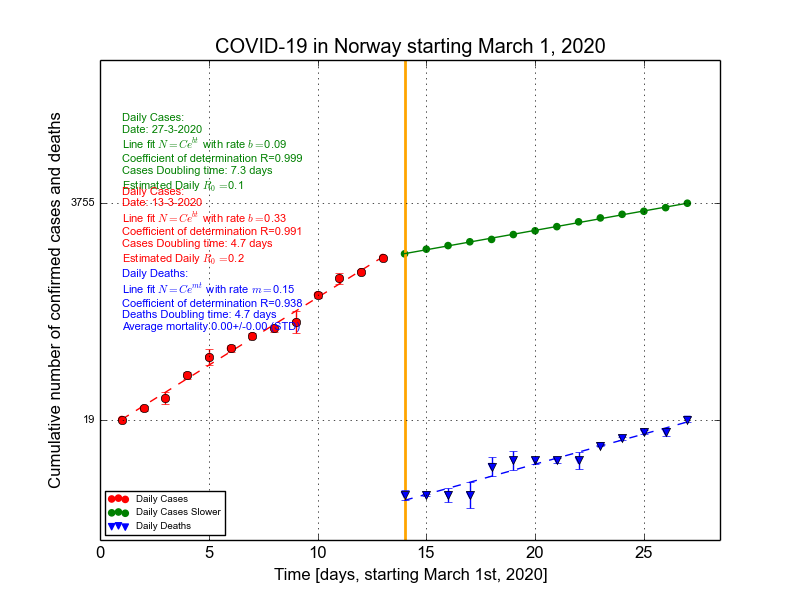 COVID-19 in Norway starting March 1, 2020
Cumulative number of confirmed cases and deaths
3755
19
Daily Cases:
Date: 27-3-2020
Line fit N = Ce^{bt} with rate b = 0.09
Coefficient of determination R=0.999
Cases Doubling time: 7.3 days
Estimated Daily R_0 = 0.1
Daily Cases:
Date: 13-3-2020
Line fit N = Ce^{bt} with rate b = 0.33
Coefficient of determination R=0.991
Cases Doubling time: 4.7 days
Estimated Daily R_0 = 0.2
Daily Deaths:
Line fit N = Ce^{mt} with rate m = 0.15
Coefficient of determination R=0.938
Deaths Doubling time: 4.7 days
Average mortality:0.00+/-0.00 (STD)
Daily Cases
Daily Cases Slower
Daily Deaths
0 5 10 15 20 25
Time [days, starting March 1st, 2020]